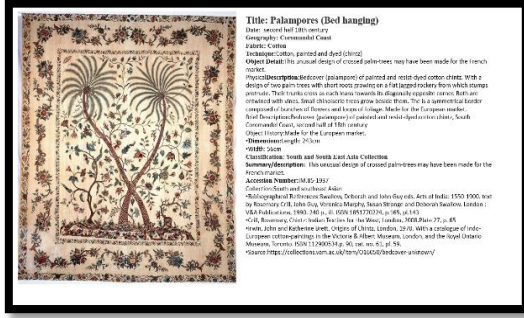 Title: Palampores (Bed hanging)
Date: second half 18th century
Geography: Coromandal Coast
Fabric: Cotton
Technique:Cotton, painted and dyed (chintz)
Object Detail:This unusual design of crossed palm-trees may have been made for the French
market.
PhysicalDescription:Bedcover (palampore) of painted and resist-dyed cotton chintz. With a
design of two palm trees with short roots growing on a flat jagged rockery from which stumps
protrude. Their trunks cross as each leans towards its diagonally opposite corner. Both are
entwined with vines. Small chinoiserie trees grow beside them. The is a symmetrical border
composed of bunches of flowers and loops of foliage. Made for the European market.
Brief Description:Bedcover (palampore) of painted and resist-dyed cotton chintz, South
Coromandel Coast, second half of 18th century
Object History:Made for the European market.
•Dimensions:Length: 243cm
•Width: 56cm
Classification: South and South East Asia Collection
Summary/description: This unusual design of crossed palm-trees may have been made for the
French market.
Accession Number:IM.85-1937
Collection:South and southeast Asian
•Bibliographical References:Swallow, Deborah and John Guy eds. Arts of India: 1550-1900. text
by Rosemary Crill, John Guy, Veronica Murphy, Susan Stronge and Deborah Swallow. London :
V&A Publications, 1990. 240 p., ill. ISBN 1851770224, p.165, pl.143
•Crill, Rosemary, Chintz: Indian Textiles for the West, London, 2008.Plate 27, p. 65
•Irwin, John and Katharine Brett, Origins of Chintz, London, 1970. With a catalogue of Indo-
European cotton-paintings in the Victoria & Albert Museum, London, and the Royal Ontario
Museum, Toronto. ISBN 112900534.p. 90, cat. no. 61, pl. 59.
•Source:https://collections.vam.ac.uk/item/